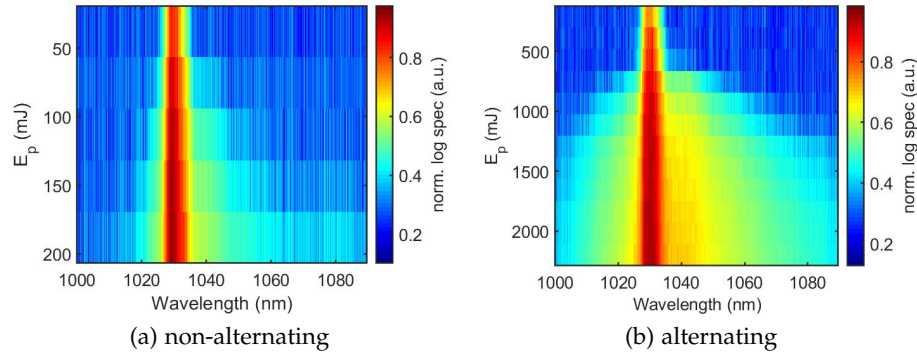 50
100
150
200
E_p (mJ)
1000 1020 1040 1060 1080
Wavelength (nm)
0.8
0.6
0.4
0.2
norm. log spec (a.u.)
(a) non-alternating
500
1000
1500
2000
E_p (mJ)
1000 1020 1040 1060 1080
Wavelength (nm)
0.8
0.6
0.4
0.2
norm. log spec (a.u.)
(b) alternating